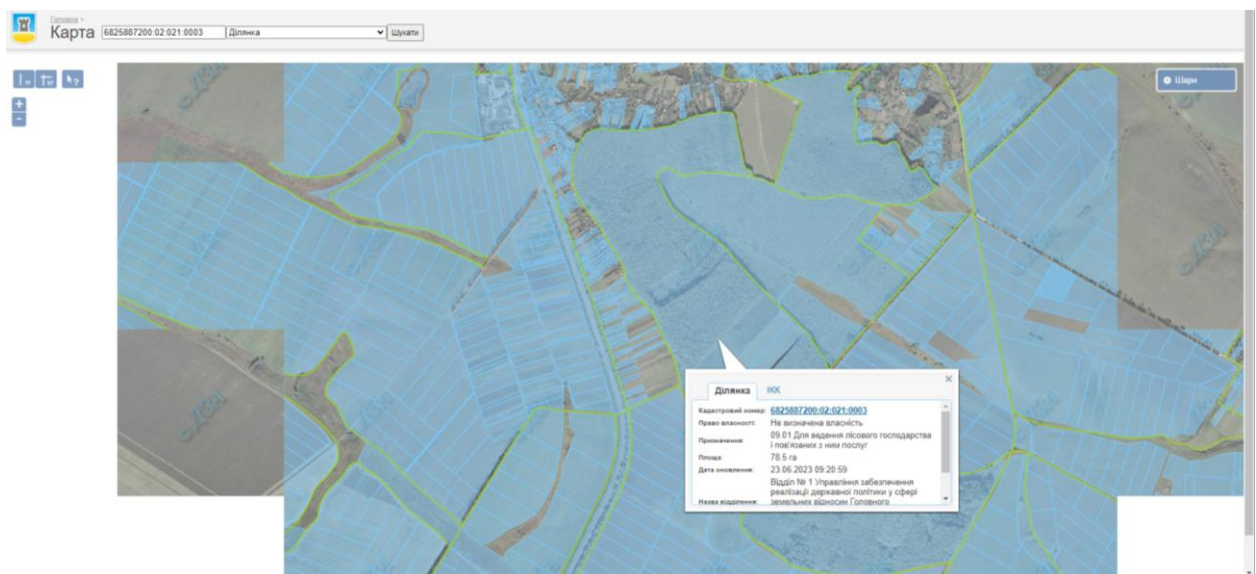 Головна »
Карта
6825887200:02:021:0003
Ділянка
Шукати
Шари
Ділянка
ІКК
Кадастровий номер: 6825887200:02:021:0003
Право власності: Не визначена власність
Призначення: 09.01 Для ведення лісового господарства
і пов'язаних з ним послуг
Площа: 78.5 га
Дата оновлення: 23.06.2023 09:20:59
Відділ № 1 Управління забезпечення
реалізації державної політики у сфері
Назва відділення: земельних відносин Головного